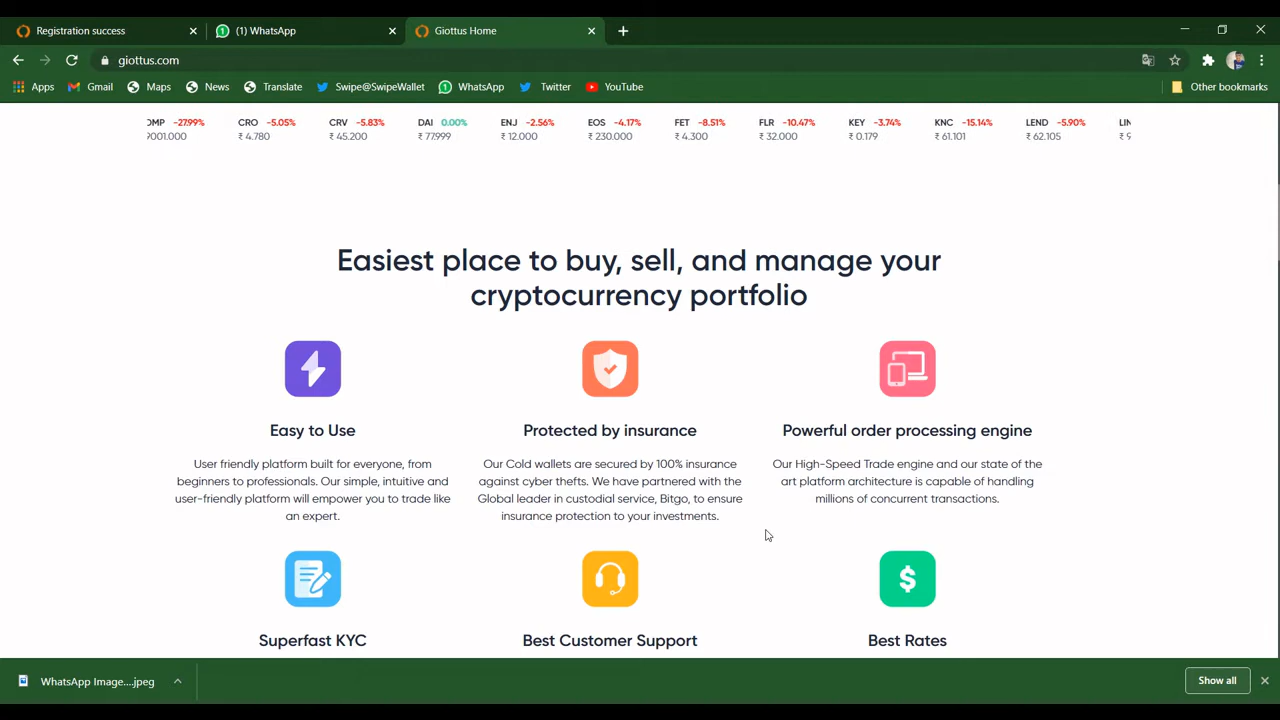 Registration success
(1) WhatsApp
Giottus Home
giottus.com
Apps
Gmail
Maps
News
Translate
Swipe@SwipeWallet
WhatsApp
Twitter
YouTube
Other bookmarks
OMP -27.99% CRO -5.05% CRV -5.83% DAI 0.00% ENJ -2.56% EOS -4.17% FET -8.51% FLR -10.47% KEY -3.74% KNC -15.14% LEND -5.90% LIN
₹ 4.780 ₹ 45.200 ₹ 77.999 ₹ 12.000 ₹ 230.000 ₹ 4.300 ₹ 32.000 ₹ 0.179 ₹ 61.101 ₹ 62.105
Easiest place to buy, sell, and manage your
cryptocurrency portfolio
Easy to Use
User friendly platform built for everyone, from
beginners to professionals. Our simple, intuitive and
user-friendly platform will empower you to trade like
an expert.
Protected by insurance
Our Cold wallets are secured by 100% insurance
against cyber thefts. We have partnered with the
Global leader in custodial service, Bitgo, to ensure
insurance protection to your investments.
Powerful order processing engine
Our High-Speed Trade engine and our state of the
art platform architecture is capable of handling
millions of concurrent transactions.
Superfast KYC
Best Customer Support
Best Rates
WhatsApp Image....jpeg
Show all